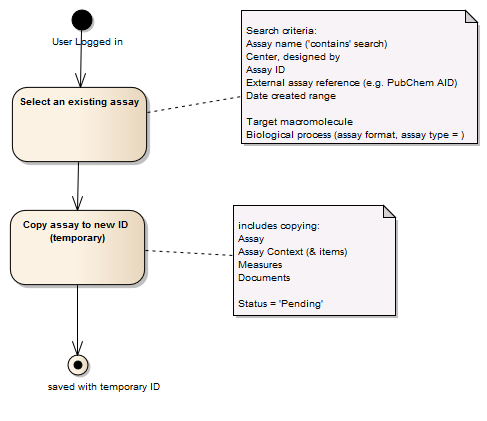 User Logged in
Select an existing assay
Search criteria:
Assay name ('contains' search)
Center, designed by
Assay ID
External assay reference (e.g. PubChem AID)
Date created range
Target macromolecule
Biological process (assay format, assay type = )
Copy assay to new ID
(temporary)
includes copying:
Assay
Assay Context (& items)
Measures
Documents
Status = 'Pending'
saved with temporary ID